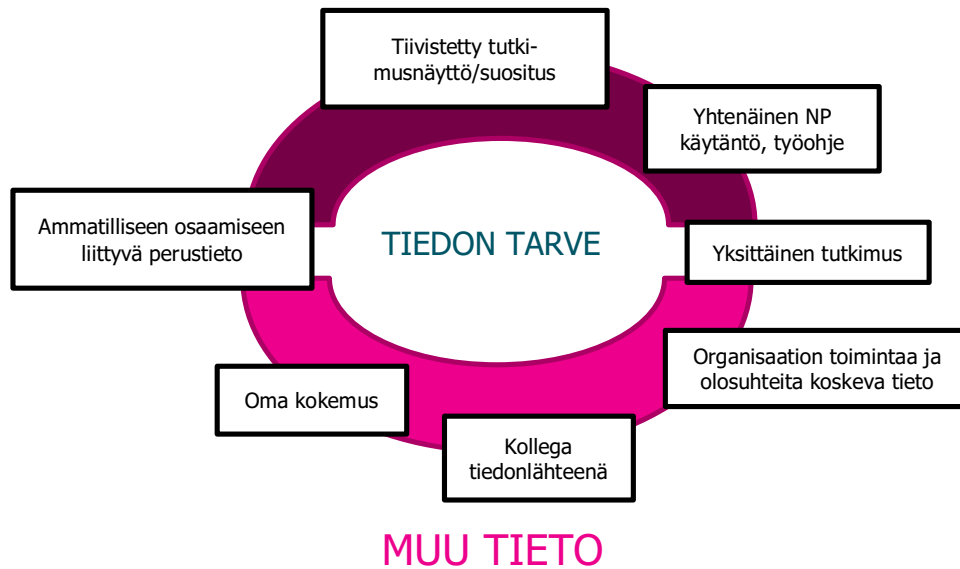 Tiivistetty tutki-
musnäyttö/suositus
Yhtenäinen NP
käytäntö, työohje
Ammatilliseen osaamiseen
liittyvä perustieto
TIEDON TARVE
Yksittäinen tutkimus
Organisaation toimintaa ja
olosuhteita koskeva tieto
Oma kokemus
Kollega
tiedonlähteenä
MUU TIETO